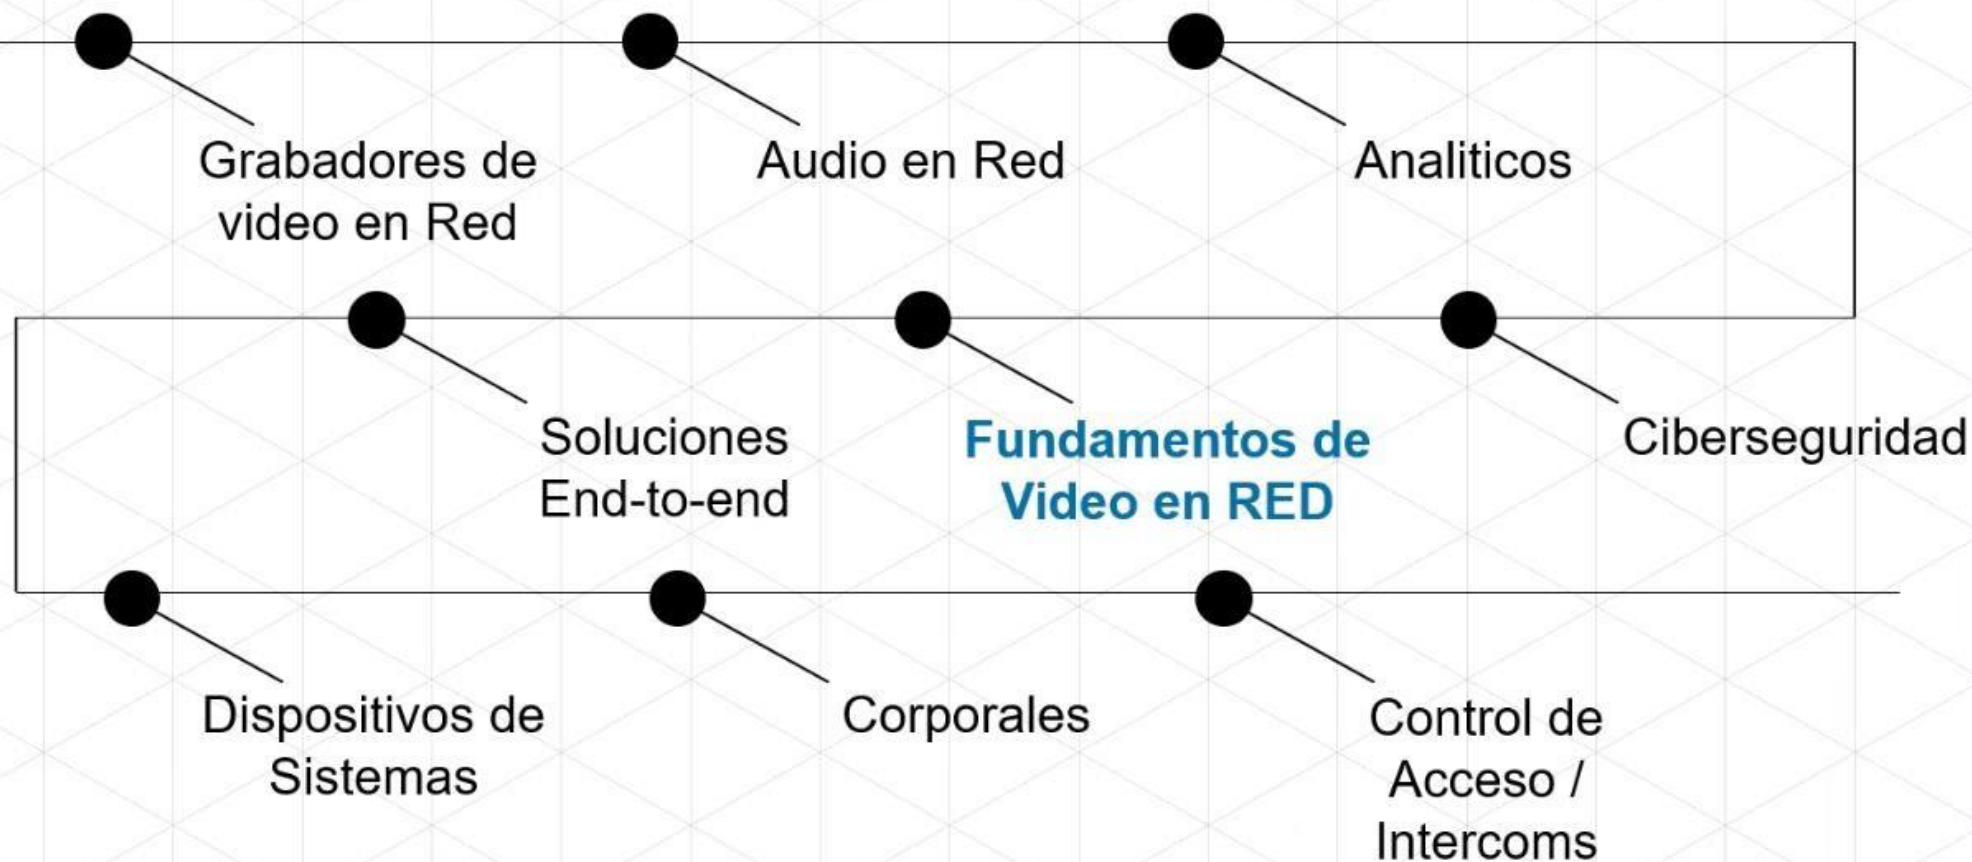 Grabadores de
video en Red
Audio en Red
Analiticos
Soluciones
End-to-end
Fundamentos de
Video en RED
Ciberseguridad
Dispositivos de
Sistemas
Corporales
Control de
Acceso /
Intercoms